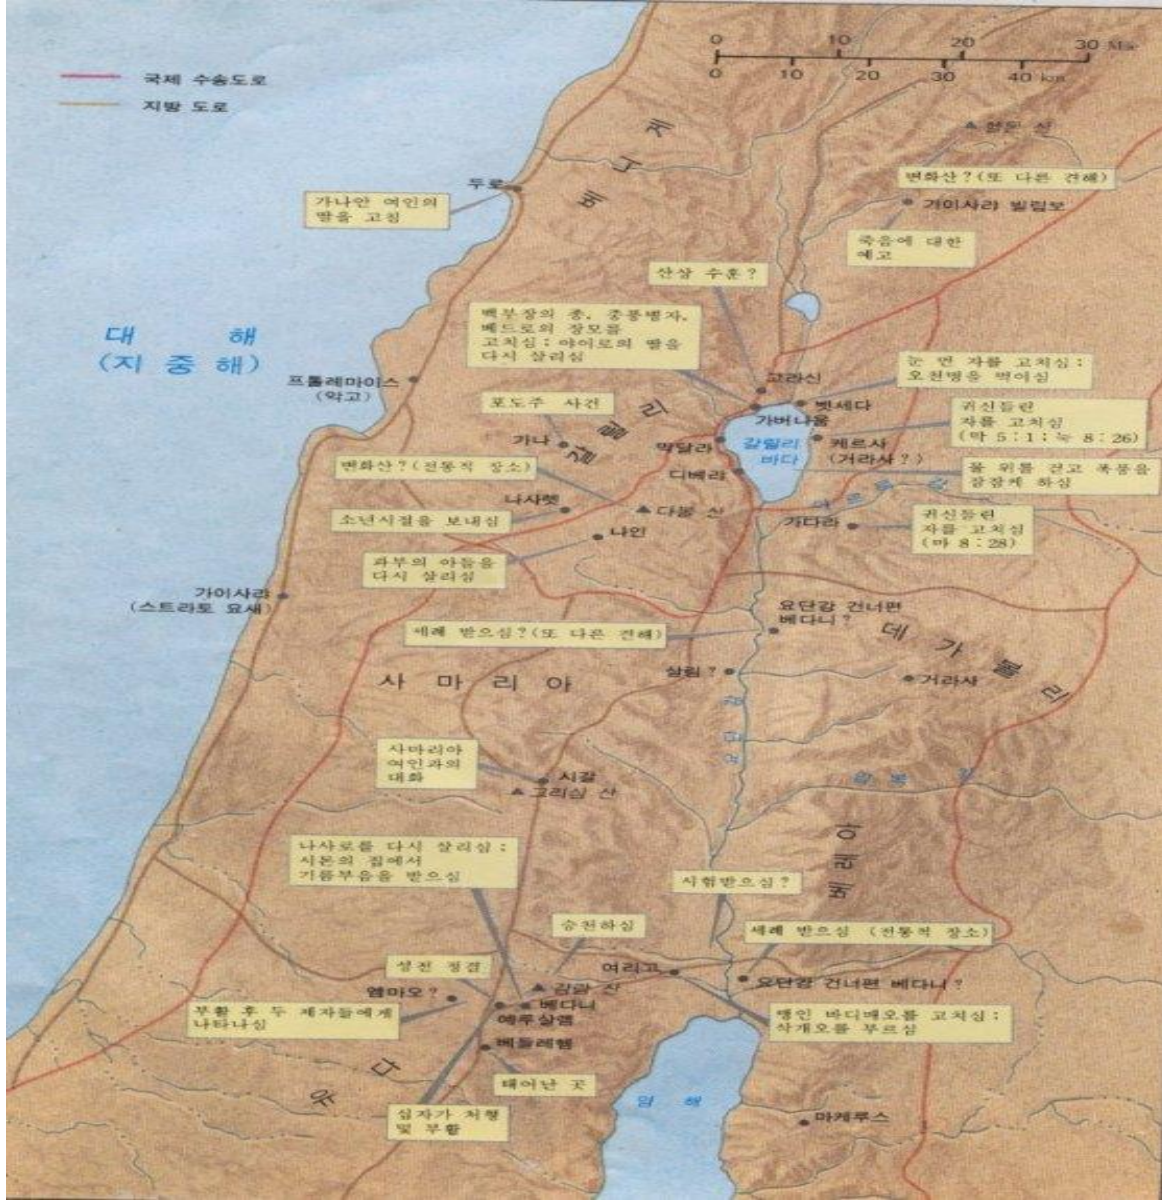 0 10 20 30 Mile
0 10 20 30 40 km
국제 수송도로
지방 도로
헬몬 산
베니게
변화산?(또 다른 견해)
두로
가나안 여인의
딸을 고침
가이사랴 빌립보
죽음에 대한
예고
산상 수훈?
백부장의 종, 중풍병자,
베드로의 장모를
고치심; 야이로의 딸을
다시 살리심
대 해
(지 중 해)
눈 먼 자를 고치심;
오천명을 먹이심
프톨레마이스
(악고)
고라신
벳세다
포도주 사건
갈릴리
가버나움
귀신들린
자를 고치심
(막 5:1; 눅 8:26)
가나
막달라
갈릴리
바다
케르사
(거라사?)
변화산?(전통적 장소)
디베랴
물 위를 걷고 폭풍을
잠잠케 하심
나사렛
다볼 산
소년시절을 보내심
가다라
귀신들린
자를 고치심
(마 8:28)
나인
과부의 아들을
다시 살리심
가이사랴
(스트라토 요새)
요단강 건너편
베다니?
세례 받으심?(또 다른 견해)
데가볼리
살림?
거라사
사 마 리 아
요단강
사마리아
여인과의
대화
시갈
그리심 산
얍복 강
나사로를 다시 살리심;
시몬의 집에서
기름부음을 받으심
베레아
시험받으심?
승천하심
세례 받으심 (전통적 장소)
성전 정결
여리고
엠마오?
감람 산
요단강 건너편 베다니?
베다니
부활 후 두 제자들에게
나타나심
예루살렘
맹인 바디매오를 고치심;
삭개오를 부르심
베들레헴
유다
태어난 곳
십자가 처형
및 부활
염 해
마케루스